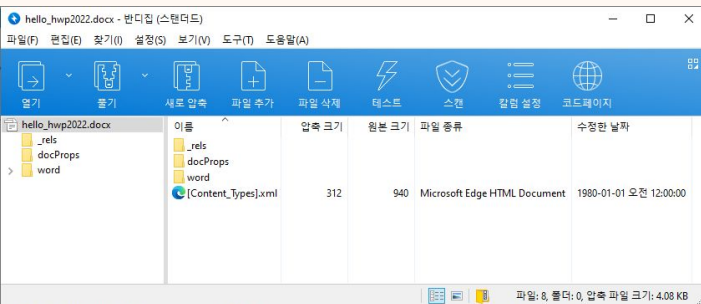 hello_hwp2022.docx - 반디집 (스탠더드)
파일(F) 편집(E) 찾기(I) 설정(S) 보기(V) 도구(T) 도움말(A)
열기 풀기 새로 압축 파일 추가 파일 삭제 테스트 스캔 칼럼 설정 코드페이지
hello_hwp2022.docx
_rels
docProps
word
이름 압축 크기 원본 크기 파일 종류 수정한 날짜
_rels
docProps
word
[Content_Types].xml 312 940 Microsoft Edge HTML Document 1980-01-01 오전 12:00:00
파일: 8, 폴더: 0, 압축 파일 크기: 4.08 KB